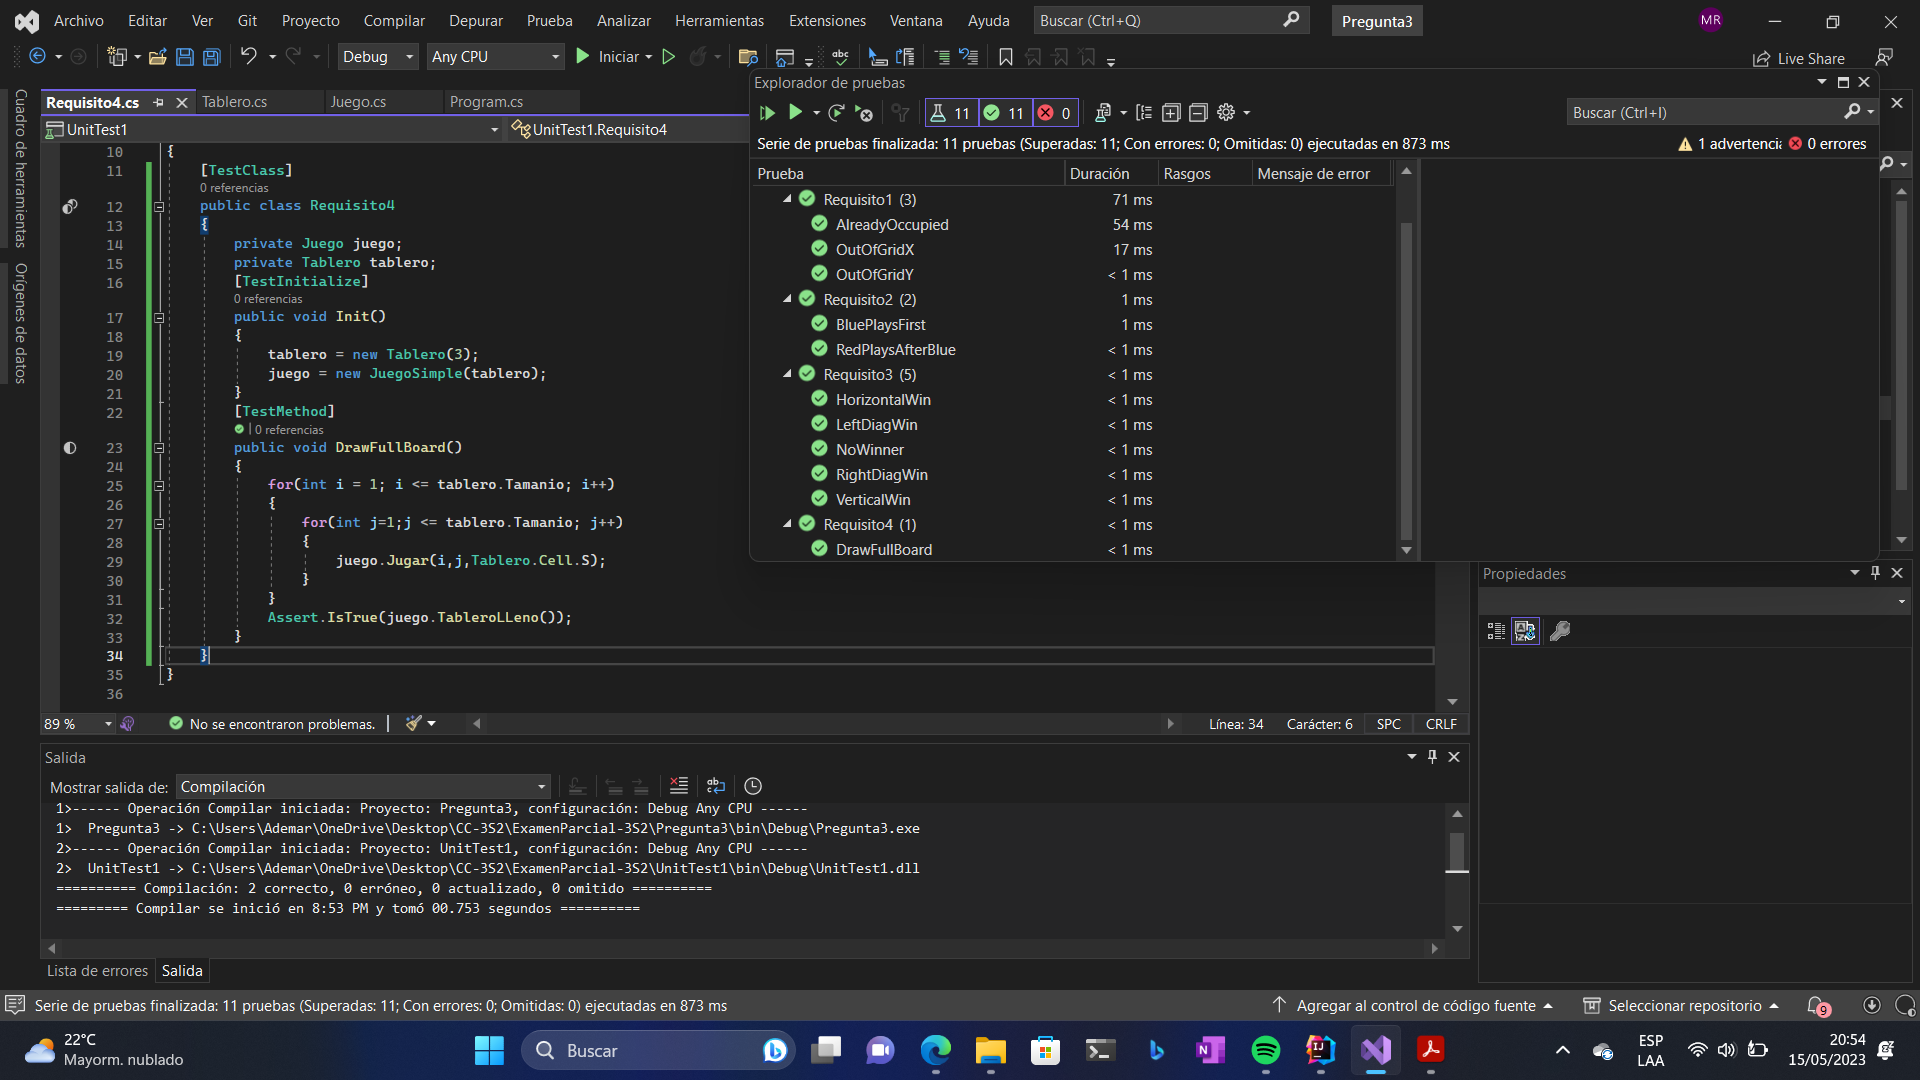 Archivo Editar Ver Git Proyecto Compilar Depurar Prueba Analizar Herramientas Extensiones Ventana Ayuda Buscar (Ctrl+Q) Pregunta3 MR
Debug Any CPU Iniciar Live Share
Cuadro de herramientas
Orígenes de datos
Requisito4.cs Tablero.cs Juego.cs Program.cs
UnitTest1 UnitTest1.Requisito4
10 {
11 [TestClass]
0 referencias
12 public class Requisito4
13 {
14 private Juego juego;
15 private Tablero tablero;
16 [TestInitialize]
0 referencias
17 public void Init()
18 {
19 tablero = new Tablero(3);
20 juego = new JuegoSimple(tablero);
21 }
22 [TestMethod]
0 referencias
23 public void DrawFullBoard()
24 {
25 for(int i = 1; i <= tablero.Tamanio; i++)
26 {
27 for(int j=1;j <= tablero.Tamanio; j++)
28 {
29 juego.Jugar(i,j,Tablero.Cell.S);
30 }
31 }
32 Assert.IsTrue(juego.TableroLLeno());
33 }
34 }
35 }
36
89 % No se encontraron problemas. Línea: 34 Carácter: 6 SPC CRLF
Explorador de pruebas
11 11 0 Buscar (Ctrl+I)
Serie de pruebas finalizada: 11 pruebas (Superadas: 11; Con errores: 0; Omitidas: 0) ejecutadas en 873 ms 1 advertencia 0 errores
Prueba Duración Rasgos Mensaje de error
Requisito1 (3) 71 ms
AlreadyOccupied 54 ms
OutOfGridX 17 ms
OutOfGridY < 1 ms
Requisito2 (2) 1 ms
BluePlaysFirst 1 ms
RedPlaysAfterBlue < 1 ms
Requisito3 (5) < 1 ms
HorizontalWin < 1 ms
LeftDiagWin < 1 ms
NoWinner < 1 ms
RightDiagWin < 1 ms
VerticalWin < 1 ms
Requisito4 (1) < 1 ms
DrawFullBoard < 1 ms
Propiedades
Salida
Mostrar salida de: Compilación
1>------ Operación Compilar iniciada: Proyecto: Pregunta3, configuración: Debug Any CPU ------
1>  Pregunta3 -> C:\Users\Ademar\OneDrive\Desktop\CC-3S2\ExamenParcial-3S2\Pregunta3\bin\Debug\Pregunta3.exe
2>------ Operación Compilar iniciada: Proyecto: UnitTest1, configuración: Debug Any CPU ------
2>  UnitTest1 -> C:\Users\Ademar\OneDrive\Desktop\CC-3S2\ExamenParcial-3S2\UnitTest1\bin\Debug\UnitTest1.dll
========== Compilación: 2 correcto, 0 erróneo, 0 actualizado, 0 omitido ==========
========= Compilar se inició en 8:53 PM y tomó 00.753 segundos ==========
Lista de errores Salida
Serie de pruebas finalizada: 11 pruebas (Superadas: 11; Con errores: 0; Omitidas: 0) ejecutadas en 873 ms Agregar al control de código fuente Seleccionar repositorio 9
22°C
Mayorm. nublado
Buscar
ESP
LAA
20:54
15/05/2023